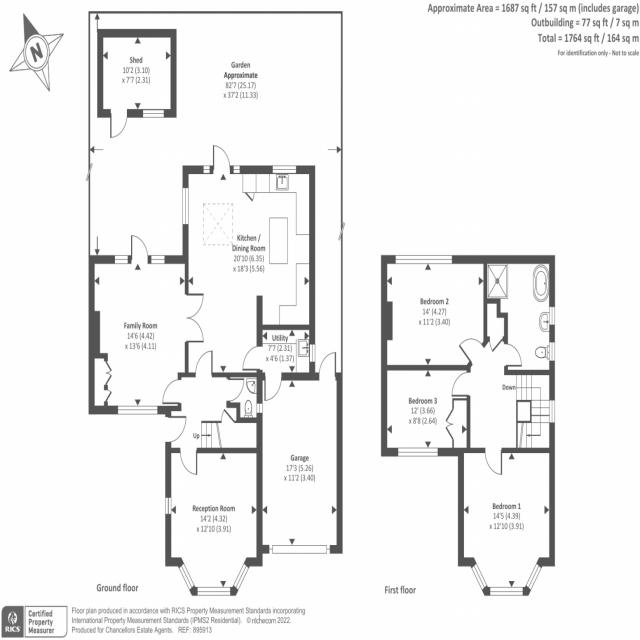 Approximate Area = 1687 sq ft / 157 sq m (includes garage)
Outbuilding = 77 sq ft / 7 sq m
Total = 1764 sq ft / 164 sq m
For identification only - Not to scale
N
Shed
10'2 (3.10)
x 7'7 (2.31)
Garden
Approximate
82'7 (25.17)
x 37'2 (11.33)
Kitchen /
Dining Room
20'10 (6.35)
x 18'3 (5.56)
Family Room
14'6 (4.42)
x 13'6 (4.11)
Utility
7'7 (2.31)
x 4'6 (1.37)
Up
Garage
17'3 (5.26)
x 11'2 (3.40)
Reception Room
14'2 (4.32)
x 12'10 (3.91)
Ground floor
Bedroom 2
14' (4.27)
x 11'2 (3.40)
Bedroom 3
12' (3.66)
x 8'8 (2.64)
Down
Bedroom 1
14'5 (4.39)
x 12'10 (3.91)
First floor
RICS
Certified
Property
Measurer
Floor plan produced in accordance with RICS Property Measurement Standards incorporating
International Property Measurement Standards (IPMS2 Residential). © nichecom 2022.
Produced for Chancellors Estate Agents. REF: 895913